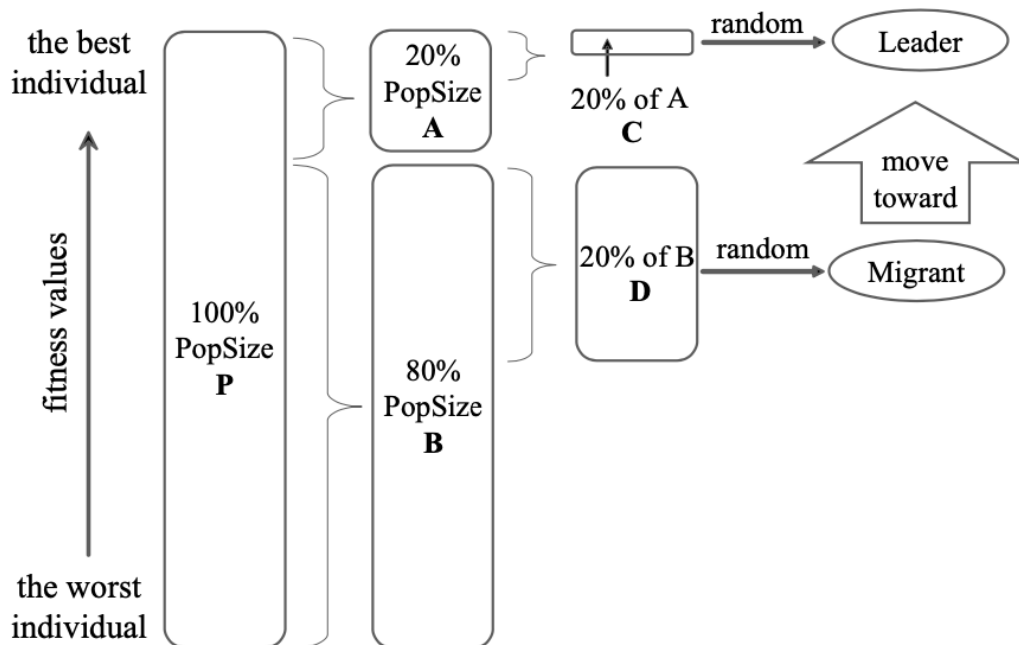 the best
individual
fitness values
the worst
individual
100%
PopSize
P
20%
PopSize
A
80%
PopSize
B
20% of A
C
20% of B
D
random
Leader
move
toward
random
Migrant